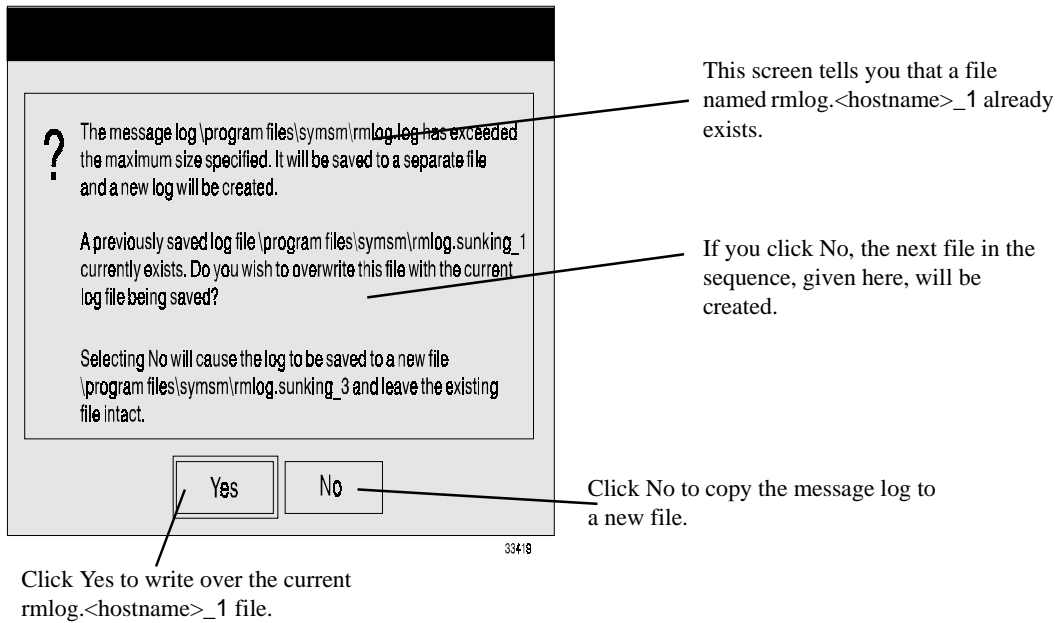 The message log \program files\symsm\rmlog.log has exceeded
the maximum size specified. It will be saved to a separate file
and a new log will be created.
A previously saved log file \program files\symsm\rmlog.sunking_1
currently exists. Do you wish to overwrite this file with the current
log file being saved?
Selecting No will cause the log to be saved to a new file
\program files\symsm\rmlog.sunking_3 and leave the existing
file intact.
?
Yes
No
33419
This screen tells you that a file
named rmlog.<hostname>_1 already
exists.
If you click No, the next file in the
sequence, given here, will be
created.
Click No to copy the message log to
a new file.
Click Yes to write over the current
rmlog.<hostname>_1 file.